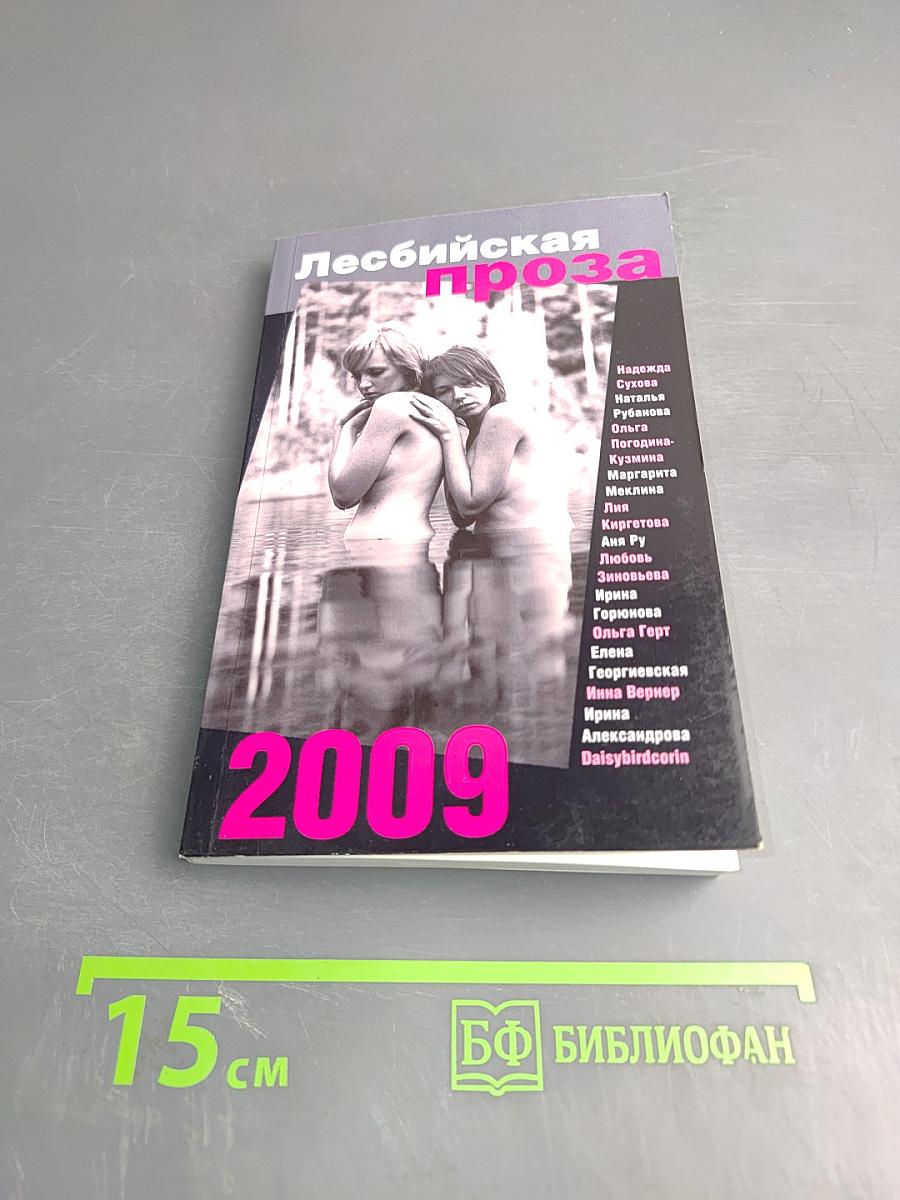 Лесбийская
проза
Надежда
Сухова
Наталья
Рубанова
Ольга
Погодина-
Кузмина
Маргарита
Меклина
Лия
Киргетова
Аня Ру
Любовь
Зиновьева
Ирина
Горюнова
Ольга Герт
Елена
Георгиевская
Инна Вернер
Ирина
Александрова
Daisybirdcorin
2009
15 см
БФ БИБЛИОФАН